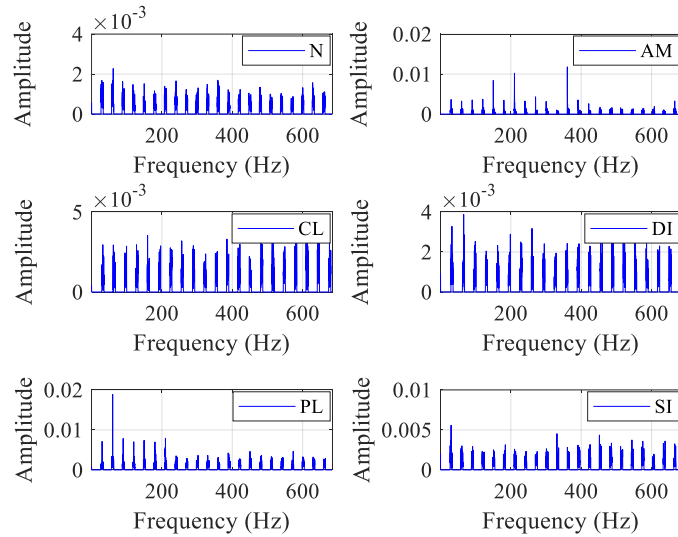 ×10⁻³
4
2
0
Amplitude
N
200 400 600
Frequency (Hz)
0.02
0.01
0
Amplitude
AM
200 400 600
Frequency (Hz)
×10⁻³
5
0
Amplitude
CL
200 400 600
Frequency (Hz)
×10⁻³
4
2
0
Amplitude
DI
200 400 600
Frequency (Hz)
0.02
0.01
0
Amplitude
PL
200 400 600
Frequency (Hz)
0.01
0.005
0
Amplitude
SI
200 400 600
Frequency (Hz)